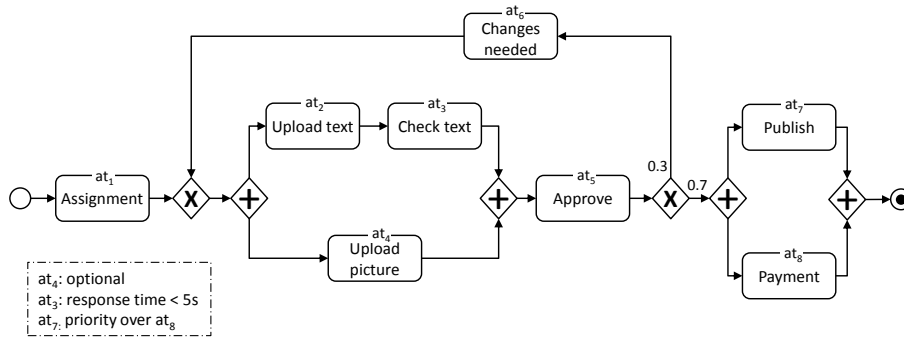 at₆
Changes
needed
at₂
Upload text
at₃
Check text
at₇
Publish
at₁
Assignment
X
+
+
at₅
Approve
0.3
X
0.7
+
+
at₄
Upload
picture
at₈
Payment
at₄: optional
at₃: response time < 5s
at₇: priority over at₈